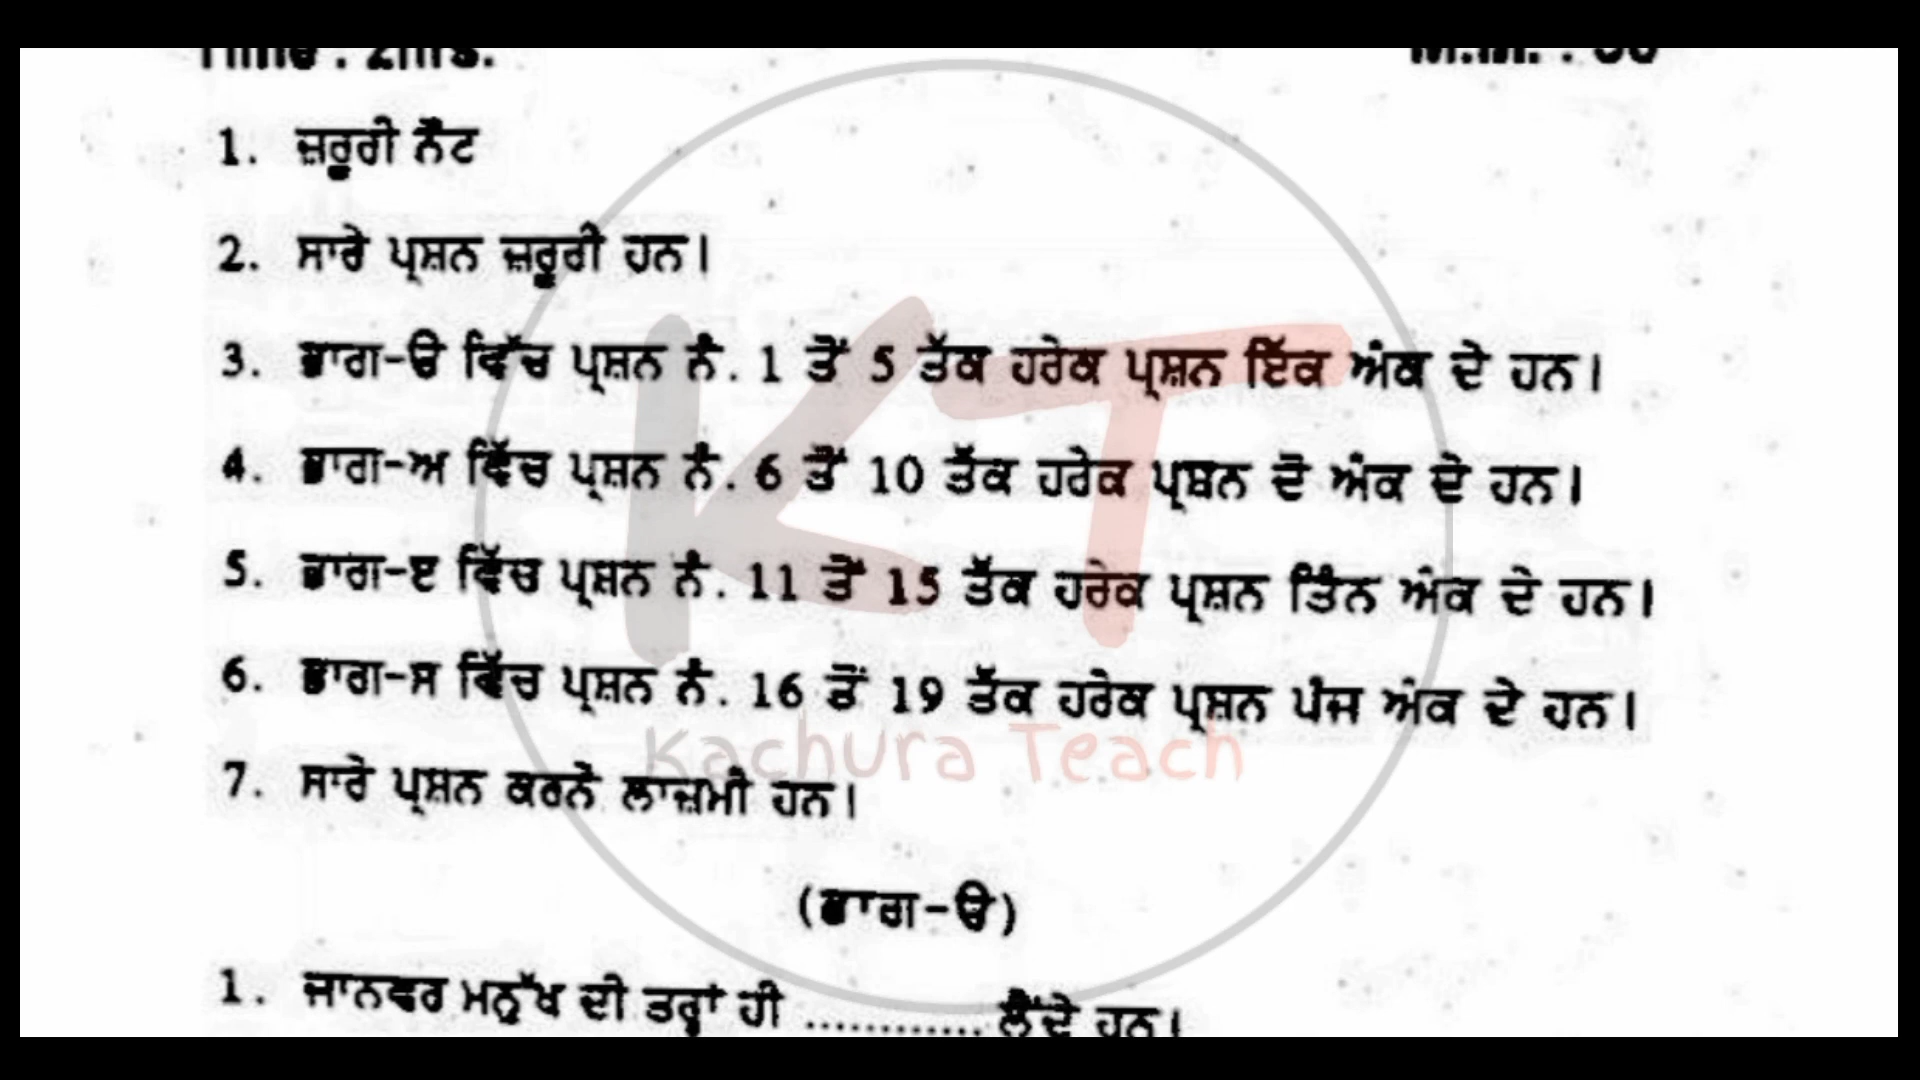 1. ਜ਼ਰੂਰੀ ਨੋਟ
2. ਸਾਰੇ ਪ੍ਰਸ਼ਨ ਜ਼ਰੂਰੀ ਹਨ।
3. ਭਾਗ-ੳ ਵਿੱਚ ਪ੍ਰਸ਼ਨ ਨੰ. 1 ਤੋਂ 5 ਤੱਕ ਹਰੇਕ ਪ੍ਰਸ਼ਨ ਇੱਕ ਅੰਕ ਦੇ ਹਨ।
4. ਭਾਗ-ਅ ਵਿੱਚ ਪ੍ਰਸ਼ਨ ਨੰ. 6 ਤੋਂ 10 ਤੱਕ ਹਰੇਕ ਪ੍ਰਸ਼ਨ ਦੋ ਅੰਕ ਦੇ ਹਨ।
5. ਭਾਗ-ੲ ਵਿੱਚ ਪ੍ਰਸ਼ਨ ਨੰ. 11 ਤੋਂ 15 ਤੱਕ ਹਰੇਕ ਪ੍ਰਸ਼ਨ ਤਿੰਨ ਅੰਕ ਦੇ ਹਨ।
KT
6. ਭਾਗ-ਸ ਵਿੱਚ ਪ੍ਰਸ਼ਨ ਨੰ. 16 ਤੋਂ 19 ਤੱਕ ਹਰੇਕ ਪ੍ਰਸ਼ਨ ਪੰਜ ਅੰਕ ਦੇ ਹਨ।
Kachura Teach
7. ਸਾਰੇ ਪ੍ਰਸ਼ਨ ਕਰਨੇ ਲਾਜ਼ਮੀ ਹਨ।
(ਭਾਗ-ੳ)
1. ਜਾਨਵਰ ਮਨੁੱਖ ਦੀ ਤਰ੍ਹਾਂ ਹੀ ............ ਲੈਂਦੇ ਹਨ।